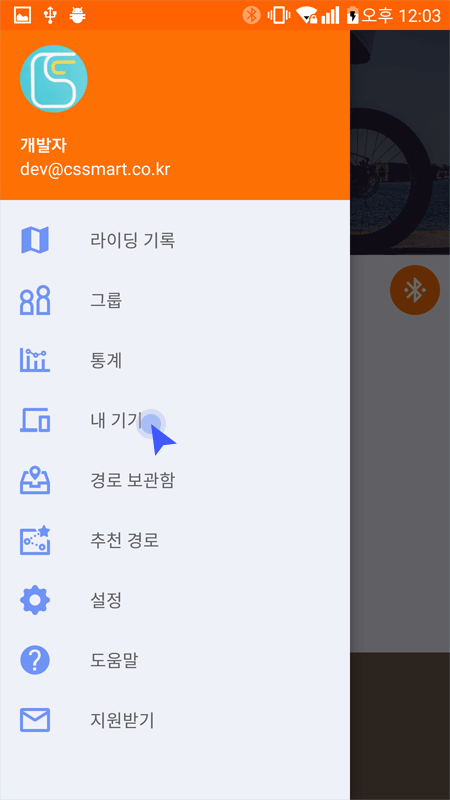 오후 12:03
개발자
dev@cssmart.co.kr
라이딩 기록
그룹
통계
내 기기
경로 보관함
추천 경로
설정
도움말
지원받기